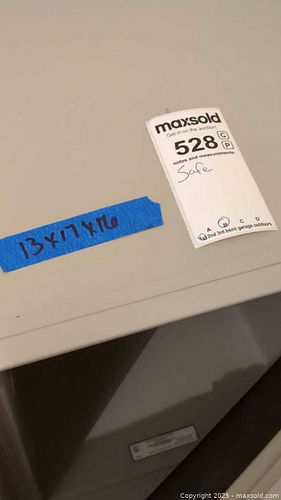 maxsold
Get in on the auction!
528 C
P
notes and measurements
Safe
13x17x16
A B C D
1st 2nd 3rd bsmt garage outdoors
Copyright © 2025 - maxsold.com